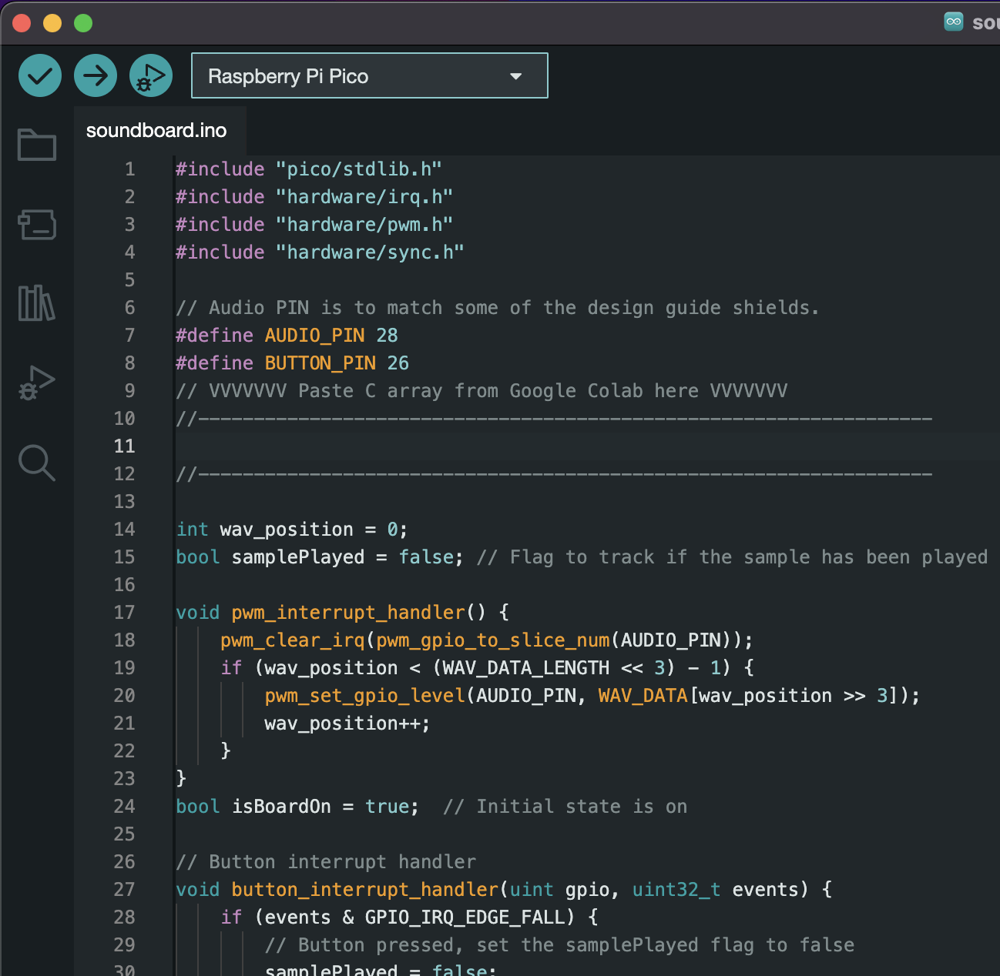 sou
Raspberry Pi Pico
soundboard.ino
1 #include "pico/stdlib.h"
2 #include "hardware/irq.h"
3 #include "hardware/pwm.h"
4 #include "hardware/sync.h"
5
6 // Audio PIN is to match some of the design guide shields.
7 #define AUDIO_PIN 28
8 #define BUTTON_PIN 26
9 // VVVVVVV Paste C array from Google Colab here VVVVVVV
10 //------------------------------------------------------------------
11
12 //------------------------------------------------------------------
13
14 int wav_position = 0;
15 bool samplePlayed = false; // Flag to track if the sample has been played
16
17 void pwm_interrupt_handler() {
18     pwm_clear_irq(pwm_gpio_to_slice_num(AUDIO_PIN));
19     if (wav_position < (WAV_DATA_LENGTH << 3) - 1) {
20         pwm_set_gpio_level(AUDIO_PIN, WAV_DATA[wav_position >> 3]);
21         wav_position++;
22     }
23 }
24 bool isBoardOn = true;  // Initial state is on
25
26 // Button interrupt handler
27 void button_interrupt_handler(uint gpio, uint32_t events) {
28     if (events & GPIO_IRQ_EDGE_FALL) {
29         // Button pressed, set the samplePlayed flag to false
30         samplePlayed = false;